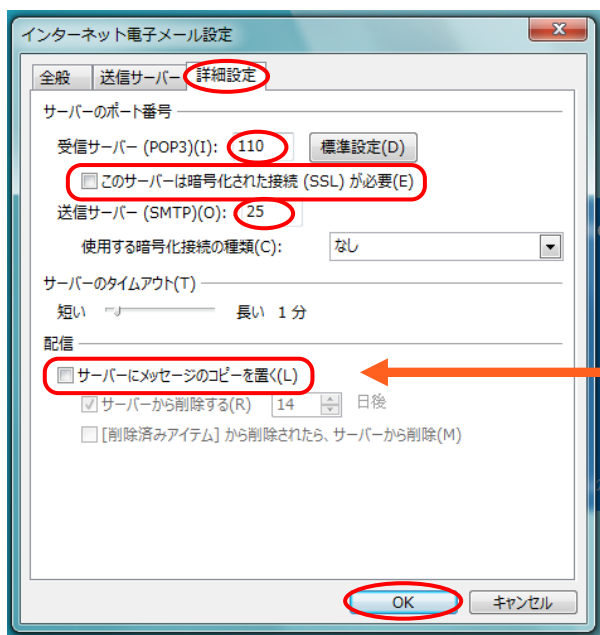 インターネット電子メール設定
全般 送信サーバー 詳細設定
サーバーのポート番号
受信サーバー (POP3)(I): 110 標準設定(D)
このサーバーは暗号化された接続 (SSL) が必要(E)
送信サーバー (SMTP)(O): 25
使用する暗号化接続の種類(C): なし
サーバーのタイムアウト(T)
短い 長い 1 分
配信
サーバーにメッセージのコピーを置く(L)
サーバーから削除する(R) 14 日後
[削除済みアイテム] から削除されたら、サーバーから削除(M)
OK キャンセル